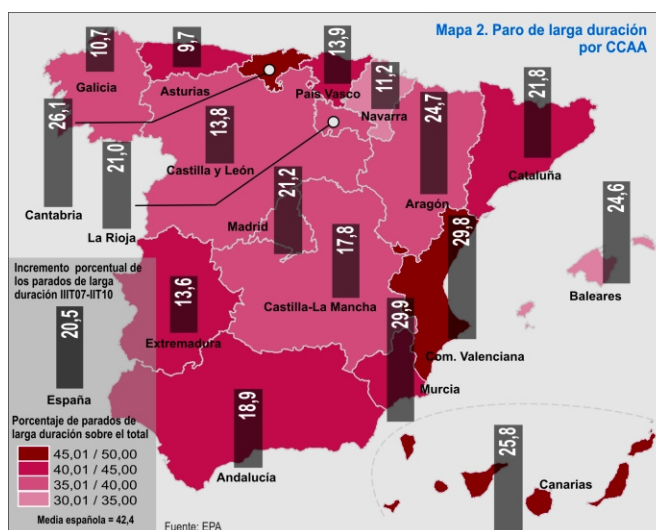 Mapa 2. Paro de larga duración
por CCAA
10,7
Galicia
9,7
Asturias
26,1
Cantabria
13,9
País Vasco
11,2
Navarra
21,0
La Rioja
13,8
Castilla y León
24,7
Aragón
21,8
Cataluña
21,2
Madrid
17,8
Castilla-La Mancha
29,8
Com. Valenciana
24,6
Baleares
13,6
Extremadura
29,9
Murcia
18,9
Andalucía
25,8
Canarias
Incremento porcentual de
los parados de larga
duración IIIT07-IIT10
20,5
España
Porcentaje de parados de
larga duración sobre el total
45,01 / 50,00
40,01 / 45,00
35,01 / 40,00
30,01 / 35,00
Media española = 42,4
Fuente: EPA